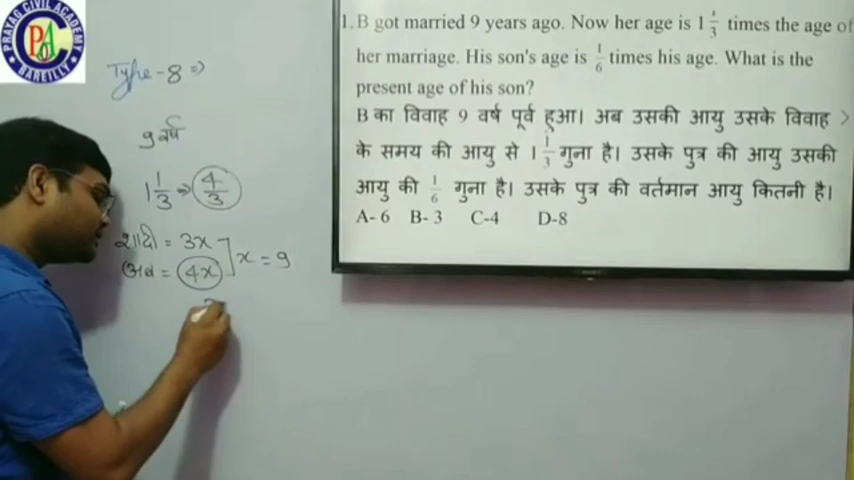 PRAYAG CIVIL ACADEMY
PCA
BAREILLY
Type-8 ⇒
9 वर्ष
1 1/3 ⇒ 4/3
शादी = 3x
अब = 4x
x = 9
1. B got married 9 years ago. Now her age is 1 1/3 times the age of
her marriage. His son's age is 1/6 times his age. What is the
present age of his son?
B का विवाह 9 वर्ष पूर्व हुआ। अब उसकी आयु उसके विवाह
के समय की आयु से 1 1/3 गुना है। उसके पुत्र की आयु उसकी
आयु की 1/6 गुना है। उसके पुत्र की वर्तमान आयु कितनी है।
A- 6 B- 3 C-4 D-8